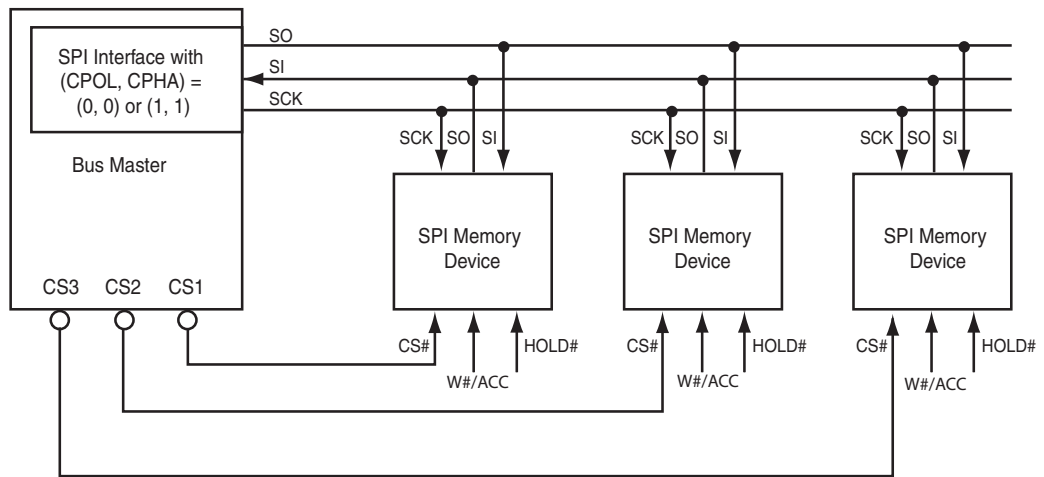 SO
SPI Interface with
(CPOL, CPHA) =
(0, 0) or (1, 1)
SI
SCK
Bus Master
SCK SO SI
SCK SO SI
SCK SO SI
SPI Memory
Device
SPI Memory
Device
SPI Memory
Device
CS3 CS2 CS1
CS# W#/ACC HOLD#
CS# W#/ACC HOLD#
CS# W#/ACC HOLD#